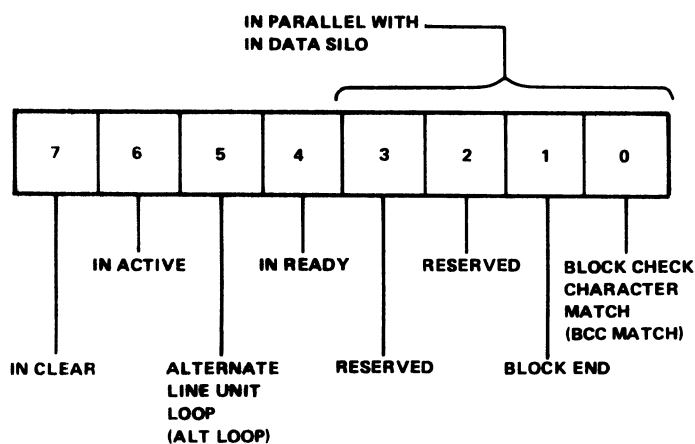 IN PARALLEL WITH
IN DATA SILO
7 6 5 4 3 2 1 0
IN ACTIVE
IN READY
RESERVED
BLOCK CHECK
CHARACTER
MATCH
(BCC MATCH)
IN CLEAR
ALTERNATE
LINE UNIT
LOOP
(ALT LOOP)
RESERVED
BLOCK END